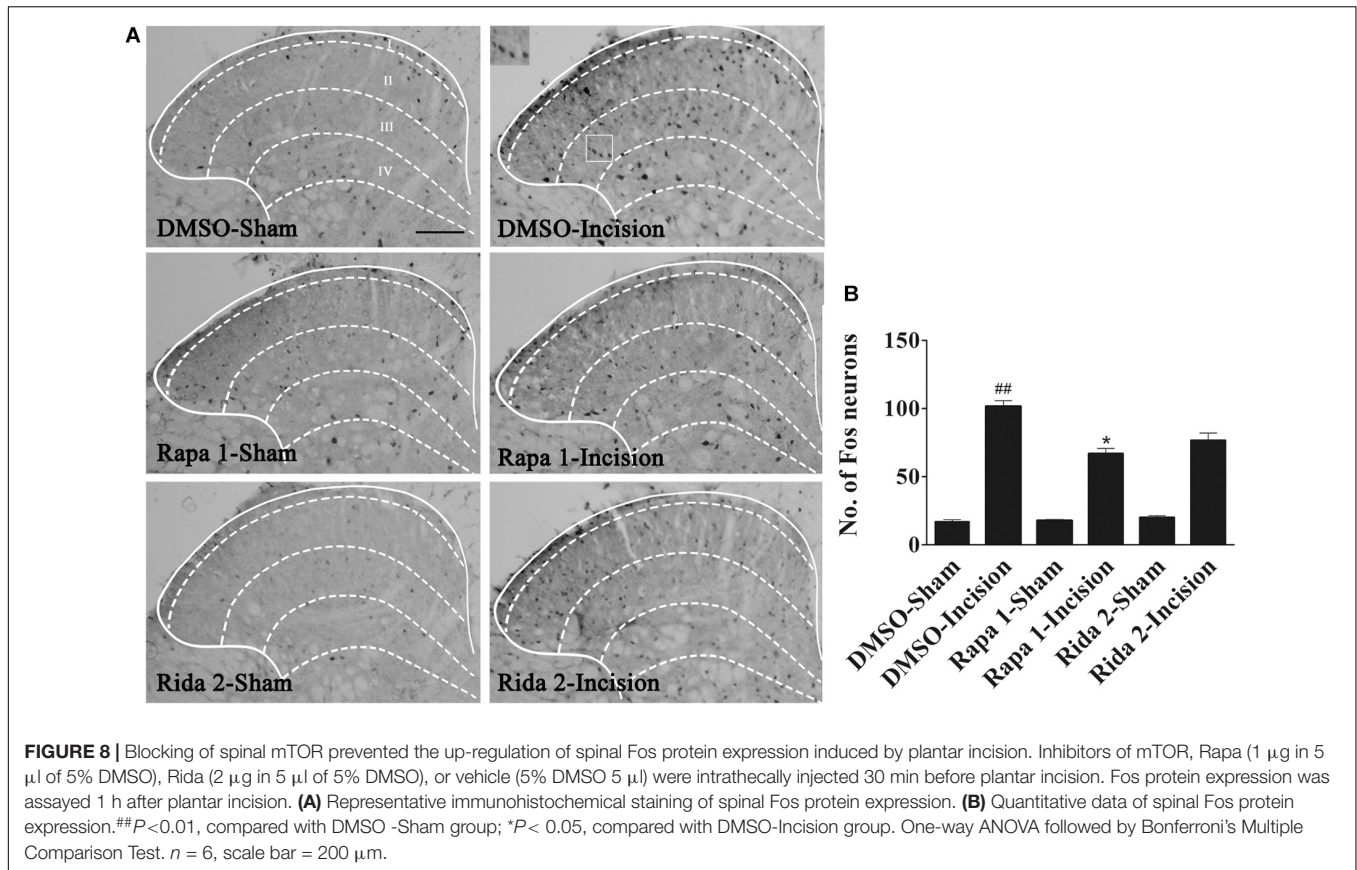 A
I
II
III
IV
DMSO-Sham
DMSO-Incision
Rapa 1-Sham
Rapa 1-Incision
Rida 2-Sham
Rida 2-Incision
B
No. of Fos neurons
150
100
50
0
##
*
DMSO-Sham
DMSO-Incision
Rapa 1-Sham
Rapa 1-Incision
Rida 2-Sham
Rida 2-Incision
FIGURE 8 | Blocking of spinal mTOR prevented the up-regulation of spinal Fos protein expression induced by plantar incision. Inhibitors of mTOR, Rapa (1 μg in 5
μl of 5% DMSO), Rida (2 μg in 5 μl of 5% DMSO), or vehicle (5% DMSO 5 μl) were intrathecally injected 30 min before plantar incision. Fos protein expression was
assayed 1 h after plantar incision. (A) Representative immunohistochemical staining of spinal Fos protein expression. (B) Quantitative data of spinal Fos protein
expression.##P<0.01, compared with DMSO -Sham group; *P< 0.05, compared with DMSO-Incision group. One-way ANOVA followed by Bonferroni's Multiple
Comparison Test. n = 6, scale bar = 200 μm.